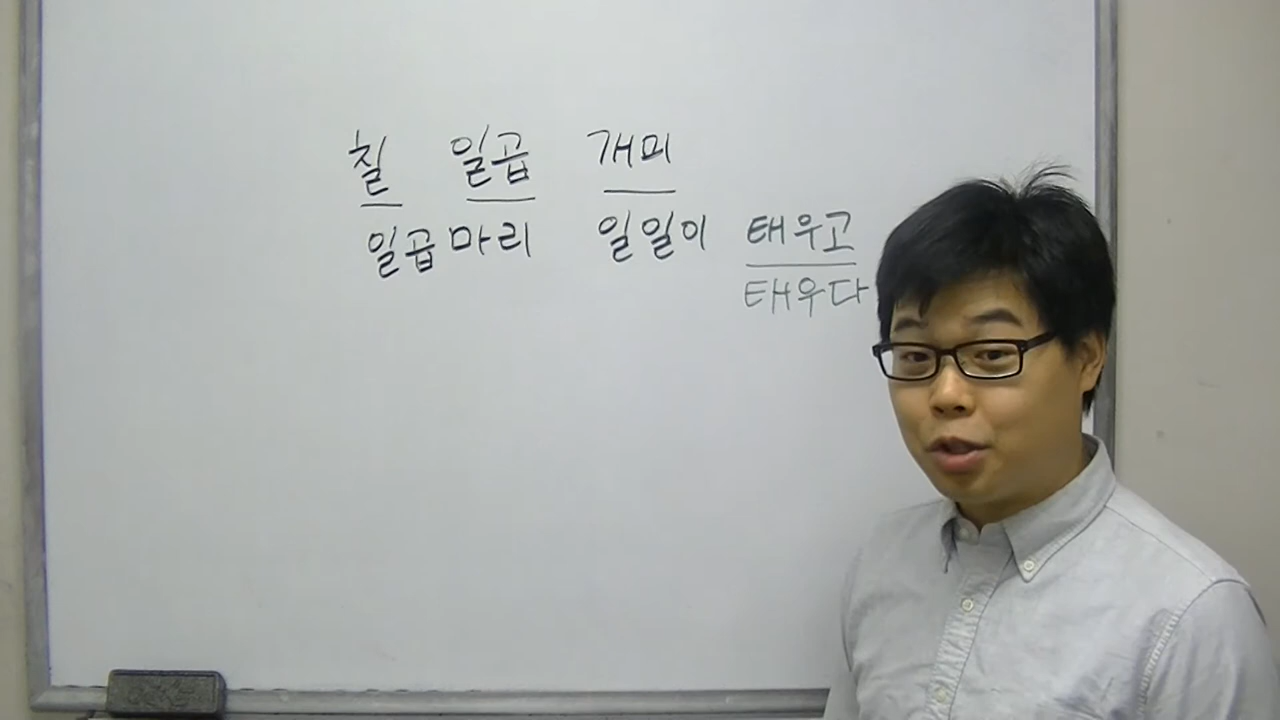 칠 일곱 개미
일곱마리 일일이 태우고
태우다